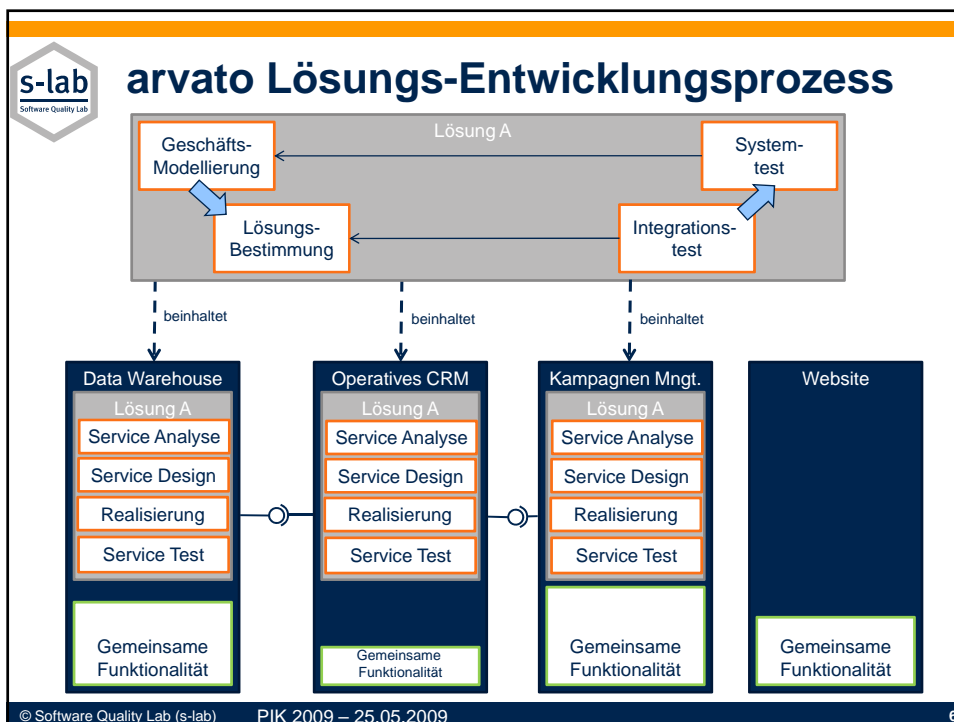 s-lab
Software Quality Lab
arvato Lösungs-Entwicklungsprozess
Lösung A
Geschäfts-
Modellierung
System-
test
Lösungs-
Bestimmung
Integrations-
test
beinhaltet
beinhaltet
beinhaltet
Data Warehouse
Lösung A
Service Analyse
Service Design
Realisierung
Service Test
Gemeinsame
Funktionalität
Operatives CRM
Lösung A
Service Analyse
Service Design
Realisierung
Service Test
Gemeinsame
Funktionalität
Kampagnen Mngt.
Lösung A
Service Analyse
Service Design
Realisierung
Service Test
Gemeinsame
Funktionalität
Website
Gemeinsame
Funktionalität
© Software Quality Lab (s-lab) PIK 2009 – 25.05.2009 6